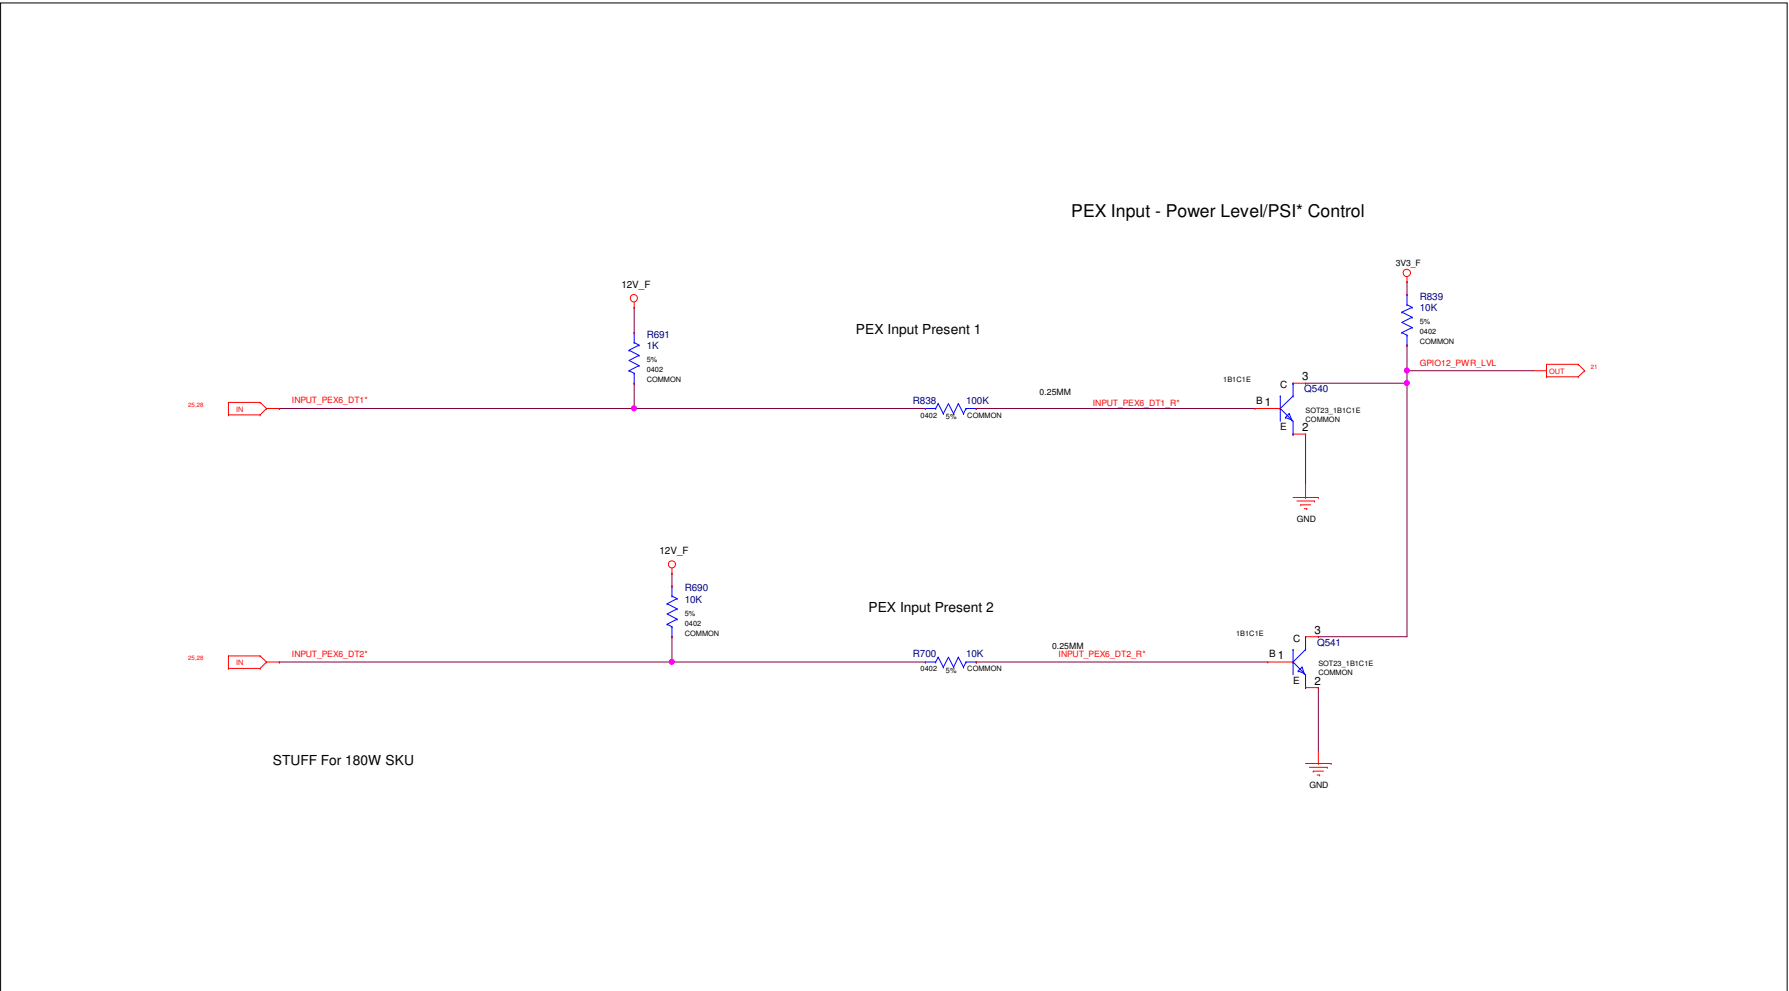 PEX Input - Power Level/PSI* Control
3V3_F
R839
10K
5%
0402
COMMON
12V_F
R691
1K
5%
0402
COMMON
PEX Input Present 1
GPIO12_PWR_LVL
OUT
21
25,28
IN
INPUT_PEX6_DT1*
R838
100K
0402
5%
COMMON
0.25MM
INPUT_PEX6_DT1_R*
1B1C1E
B
1
C
3
Q540
SOT23_1B1C1E
COMMON
E
2
GND
12V_F
R690
10K
5%
0402
COMMON
PEX Input Present 2
25,28
IN
INPUT_PEX6_DT2*
R700
10K
0402
5%
COMMON
0.25MM
INPUT_PEX6_DT2_R*
1B1C1E
B
1
C
3
Q541
SOT23_1B1C1E
COMMON
E
2
GND
STUFF For 180W SKU